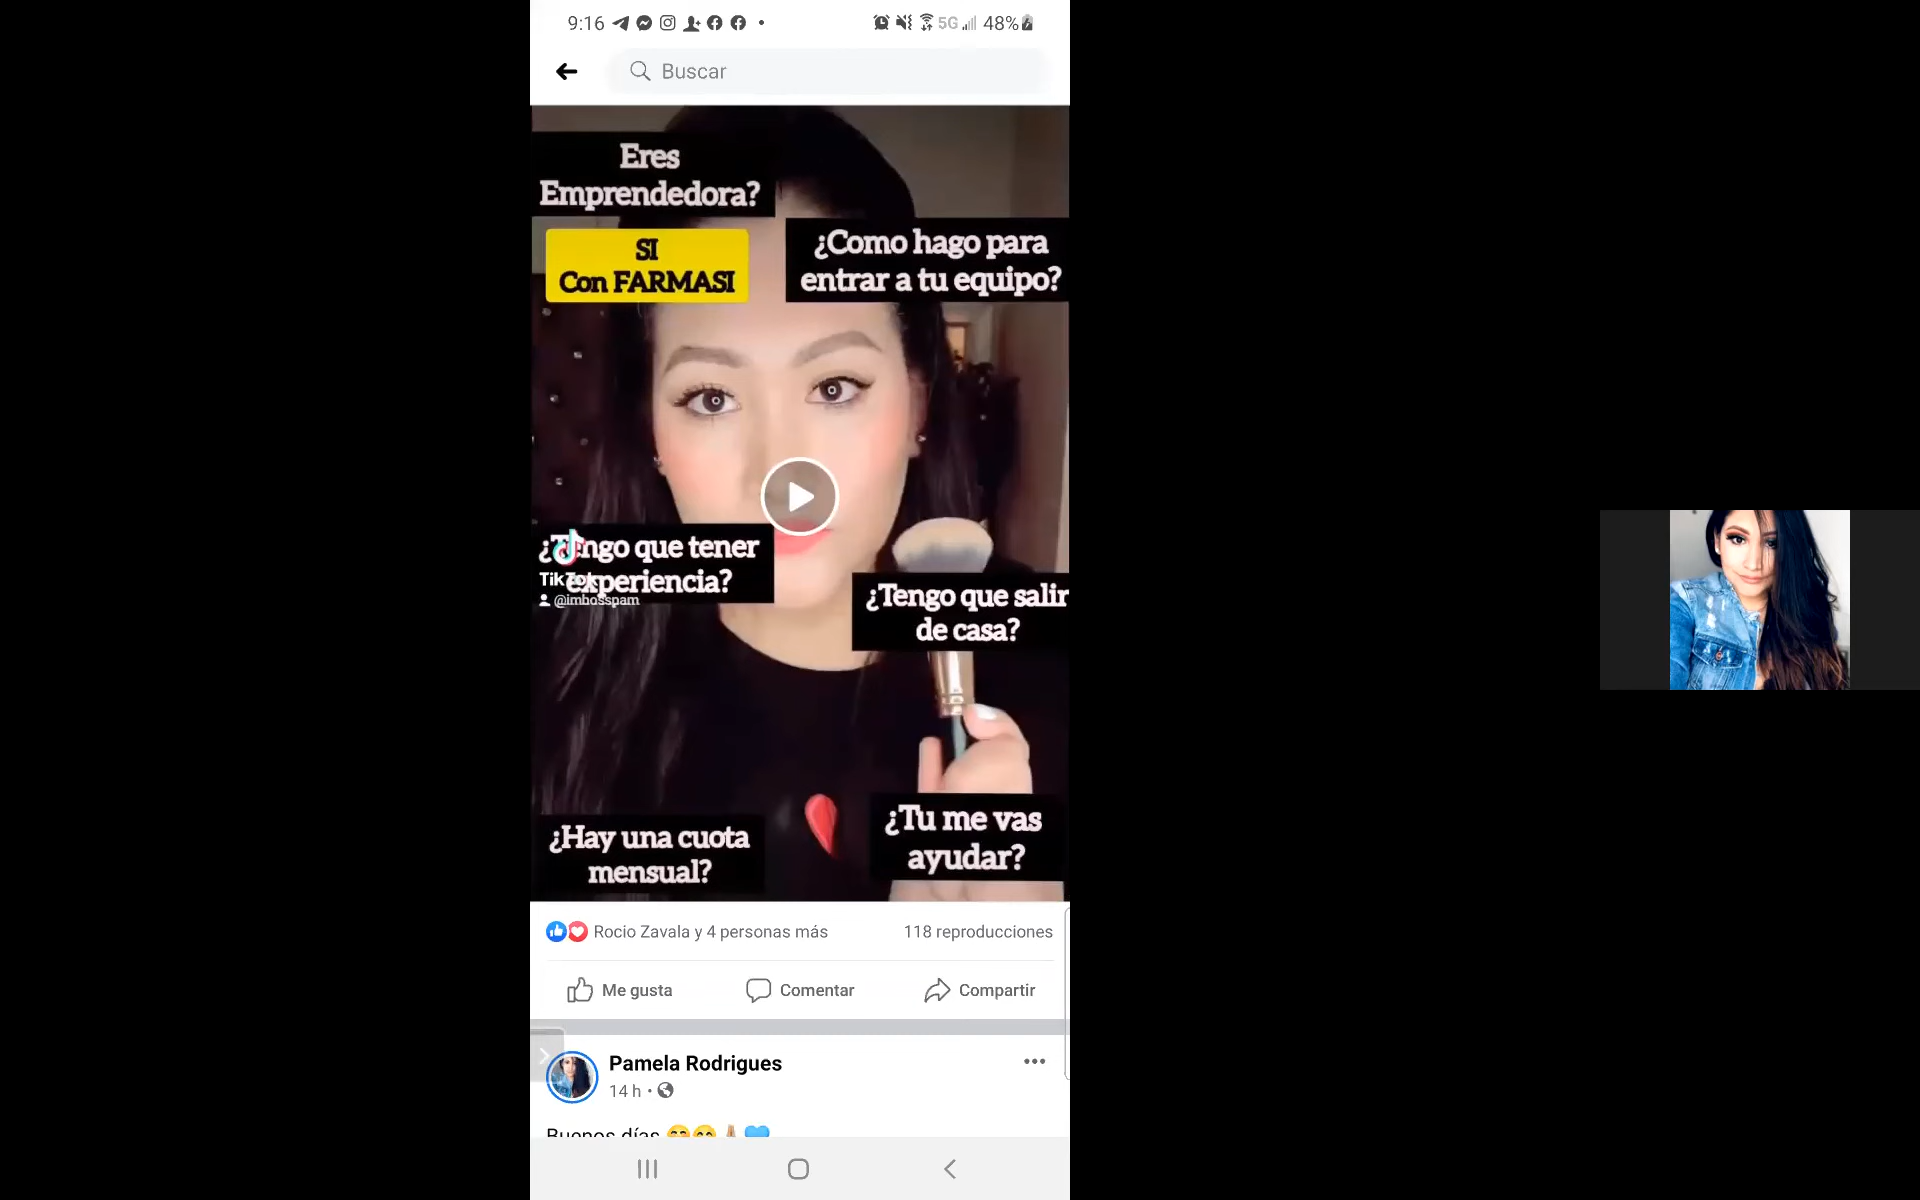 9:16
5G 48%
Buscar
Eres
Emprendedora?
SI
Con FARMASI
¿Como hago para
entrar a tu equipo?
¿Tengo que tener
experiencia?
TikTok
@imbosspam
¿Tengo que salir
de casa?
¿Hay una cuota
mensual?
¿Tu me vas
ayudar?
Rocio Zavala y 4 personas más
118 reproducciones
Me gusta
Comentar
Compartir
Pamela Rodrigues
14 h
Buenos días